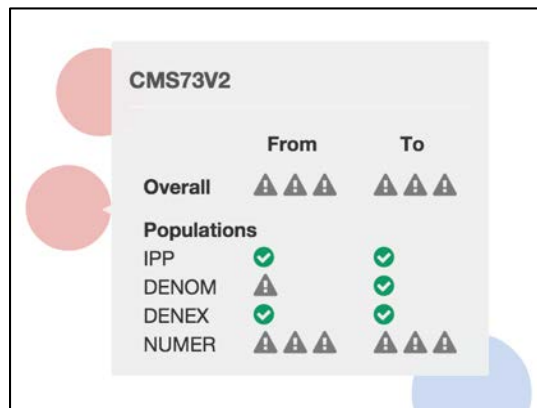 CMS73V2
From To
Overall
Populations
IPP
DENOM
DENEX
NUMER